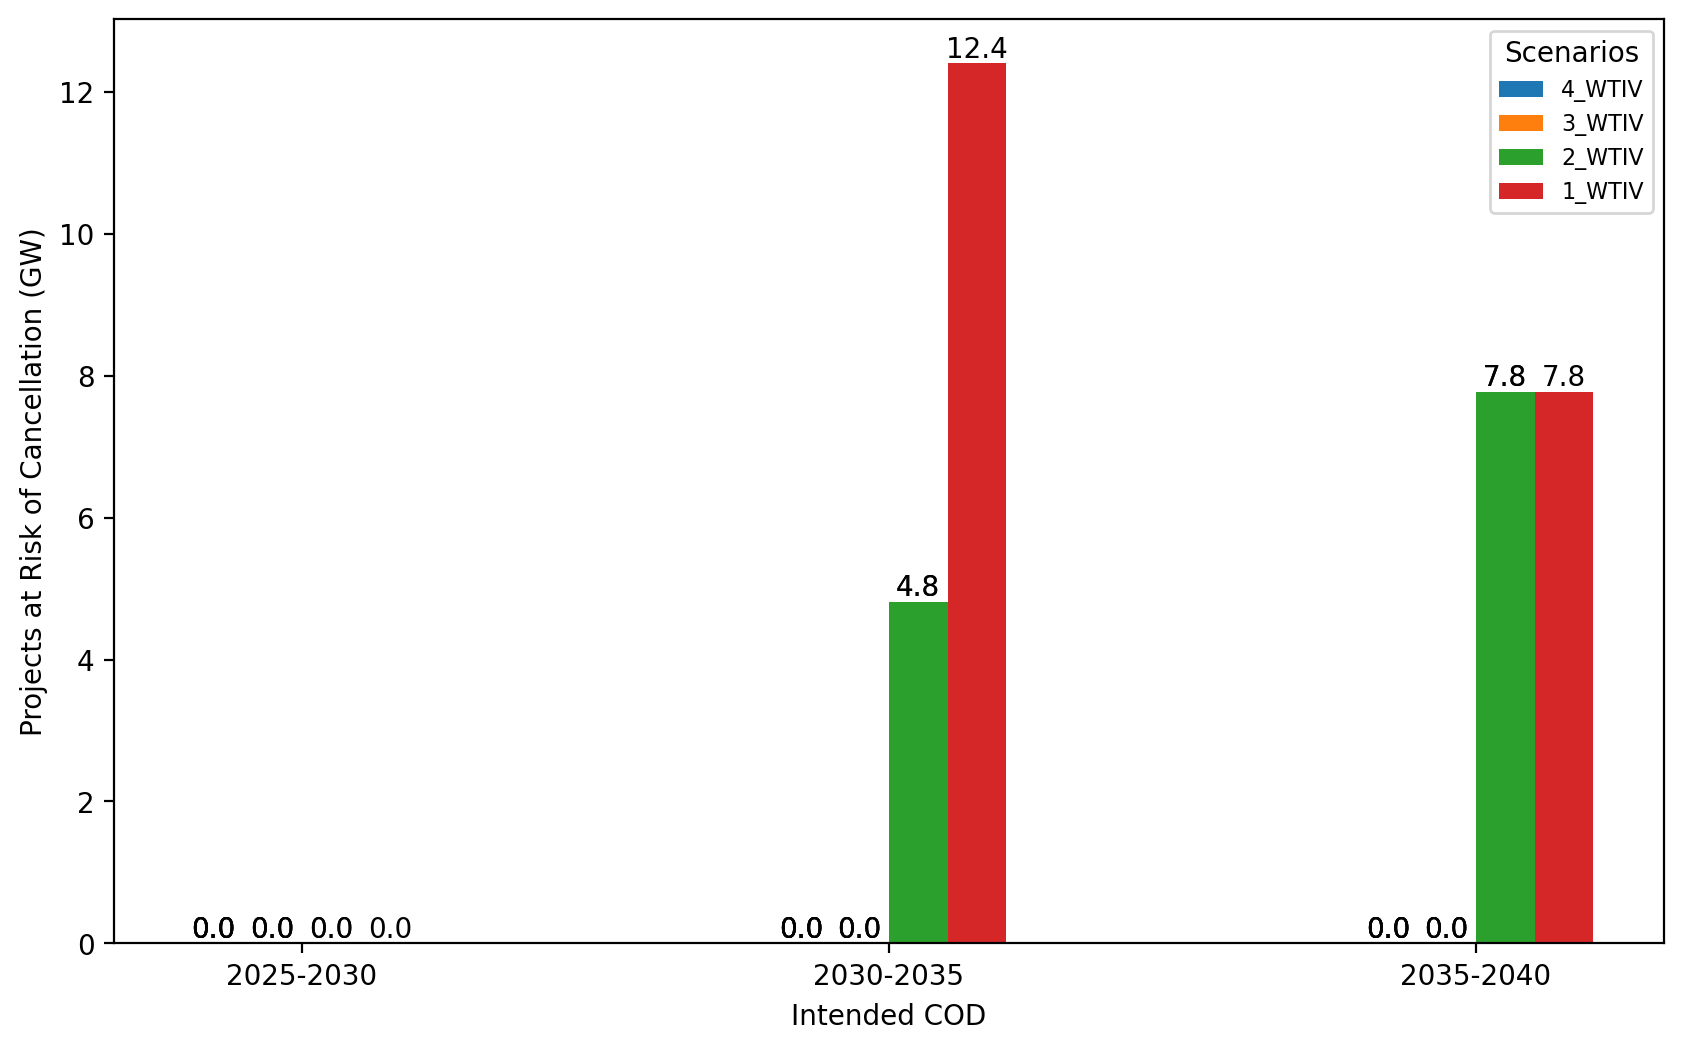 Scenarios
4_WTIV
3_WTIV
2_WTIV
1_WTIV
Projects at Risk of Cancellation (GW)
12
10
8
6
4
2
0
12.4
7.8 7.8
4.8
0.0 0.0 0.0 0.0 0.0 0.0 0.0 0.0
2025-2030 2030-2035 2035-2040
Intended COD